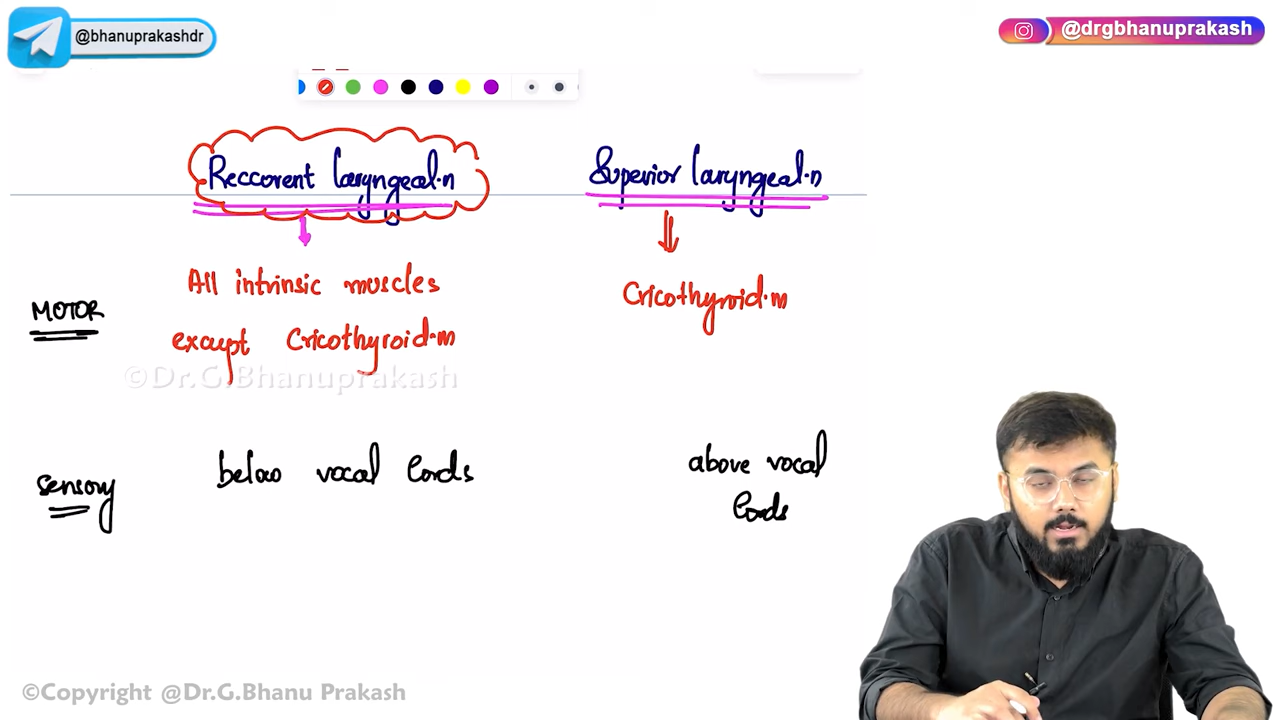 @bhanuprakashdr
@drgbhanuprakash
Reccorent laryngeal.n
Superior laryngeal.n
MOTOR
All intrinsic muscles
except Cricothyroid.m
Cricothyroid.m
©Dr.G.Bhanuprakash
sensory
below vocal cords
above vocal
cords
©Copyright @Dr.G.Bhanu Prakash